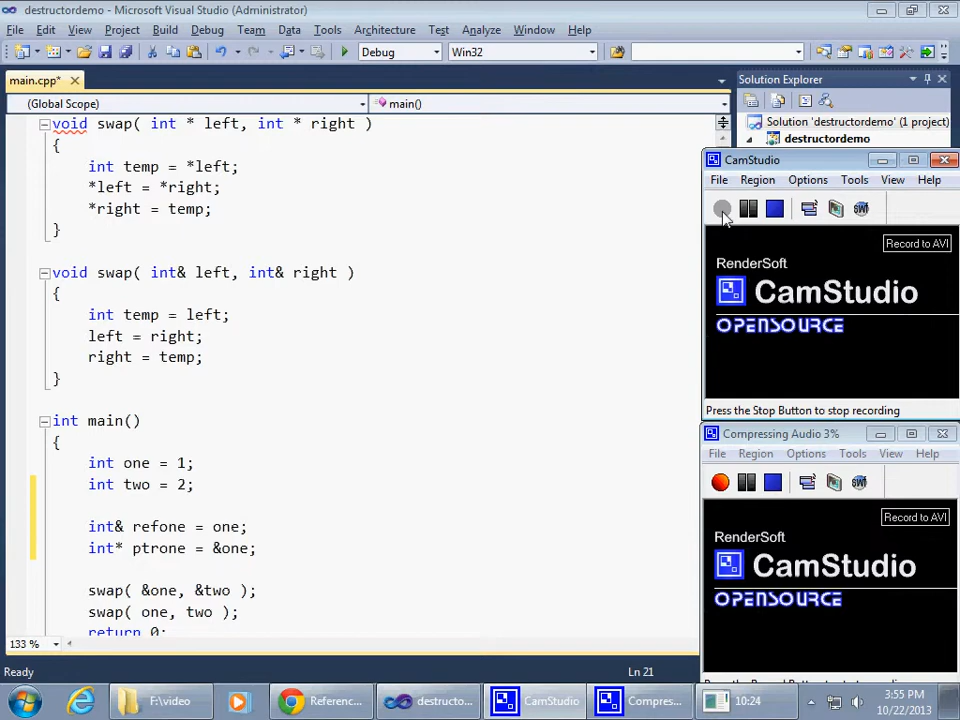 destructordemo - Microsoft Visual Studio (Administrator)
File Edit View Project Build Debug Team Data Tools Architecture Test Analyze Window Help
Debug Win32
main.cpp*
Solution Explorer
(Global Scope) main()
void swap( int * left, int * right )
{
int temp = *left;
*left = *right;
*right = temp;
}
void swap( int& left, int& right )
{
int temp = left;
left = right;
right = temp;
}
int main()
{
int one = 1;
int two = 2;
int& refone = one;
int* ptrone = &one;
swap( &one, &two );
swap( one, two );
return 0;
133 %
Solution 'destructordemo' (1 project)
destructordemo
CamStudio
File Region Options Tools View Help
Record to AVI
RenderSoft
CamStudio
OPENSOURCE
Press the Stop Button to stop recording
Compressing Audio 3%
File Region Options Tools View Help
Record to AVI
RenderSoft
CamStudio
OPENSOURCE
Ready
Ln 21
F:\video
Referenc...
destructo...
CamStudio
Compres...
10:24
3:55 PM
10/22/2013